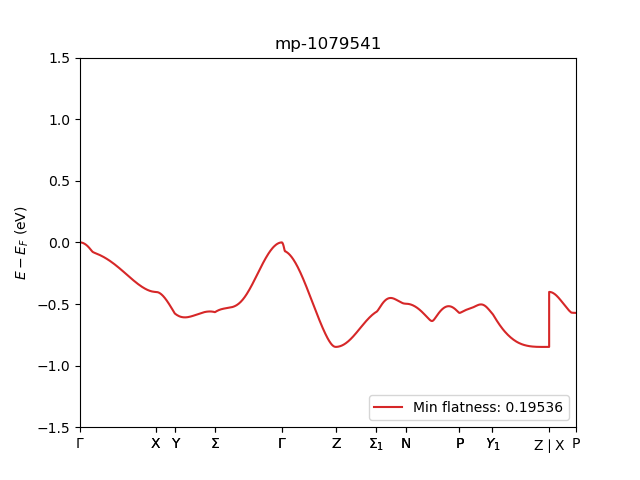 mp-1079541
E − E_F (eV)
1.5
1.0
0.5
0.0
−0.5
−1.0
−1.5
Min flatness: 0.19536
Γ X Y Σ Γ Z Σ₁ N P Y₁ Z | X P